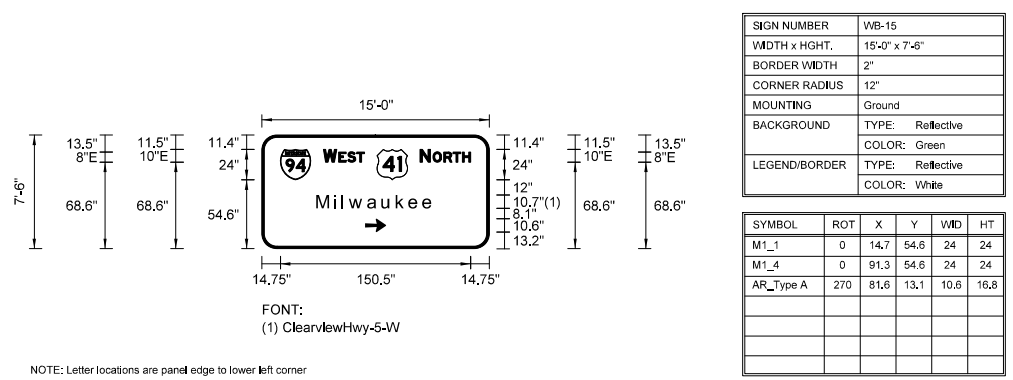 SIGN NUMBER WB-15
WIDTH x HGHT. 15'-0" x 7'-6"
BORDER WIDTH 2"
CORNER RADIUS 12"
MOUNTING Ground
BACKGROUND TYPE: Reflective
COLOR: Green
LEGEND/BORDER TYPE: Reflective
COLOR: White
15'-0"
13.5" 11.5" 11.4" 11.4" 11.5" 13.5"
8"E 10"E 24" 24" 10"E 8"E
94 WEST 41 NORTH
7'-6" 68.6" 68.6" 54.6" 12" 68.6" 68.6"
Milwaukee 10.7"(1)
8.1"
10.6"
13.2"
14.75" 150.5" 14.75"
FONT:
(1) ClearviewHwy-5-W
SYMBOL ROT X Y WID HT
M1_1 0 14.7 54.6 24 24
M1_4 0 91.3 54.6 24 24
AR_Type A 270 81.6 13.1 10.6 16.8
NOTE: Letter locations are panel edge to lower left corner